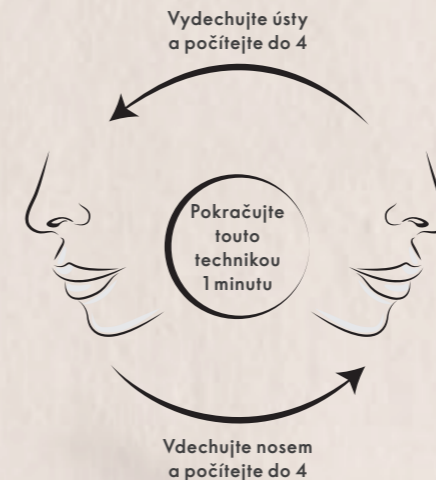 Vydechujte ústy
a počítejte do 4
Pokračujte
touto
technikou
1 minutu
Vdechujte nosem
a počítejte do 4